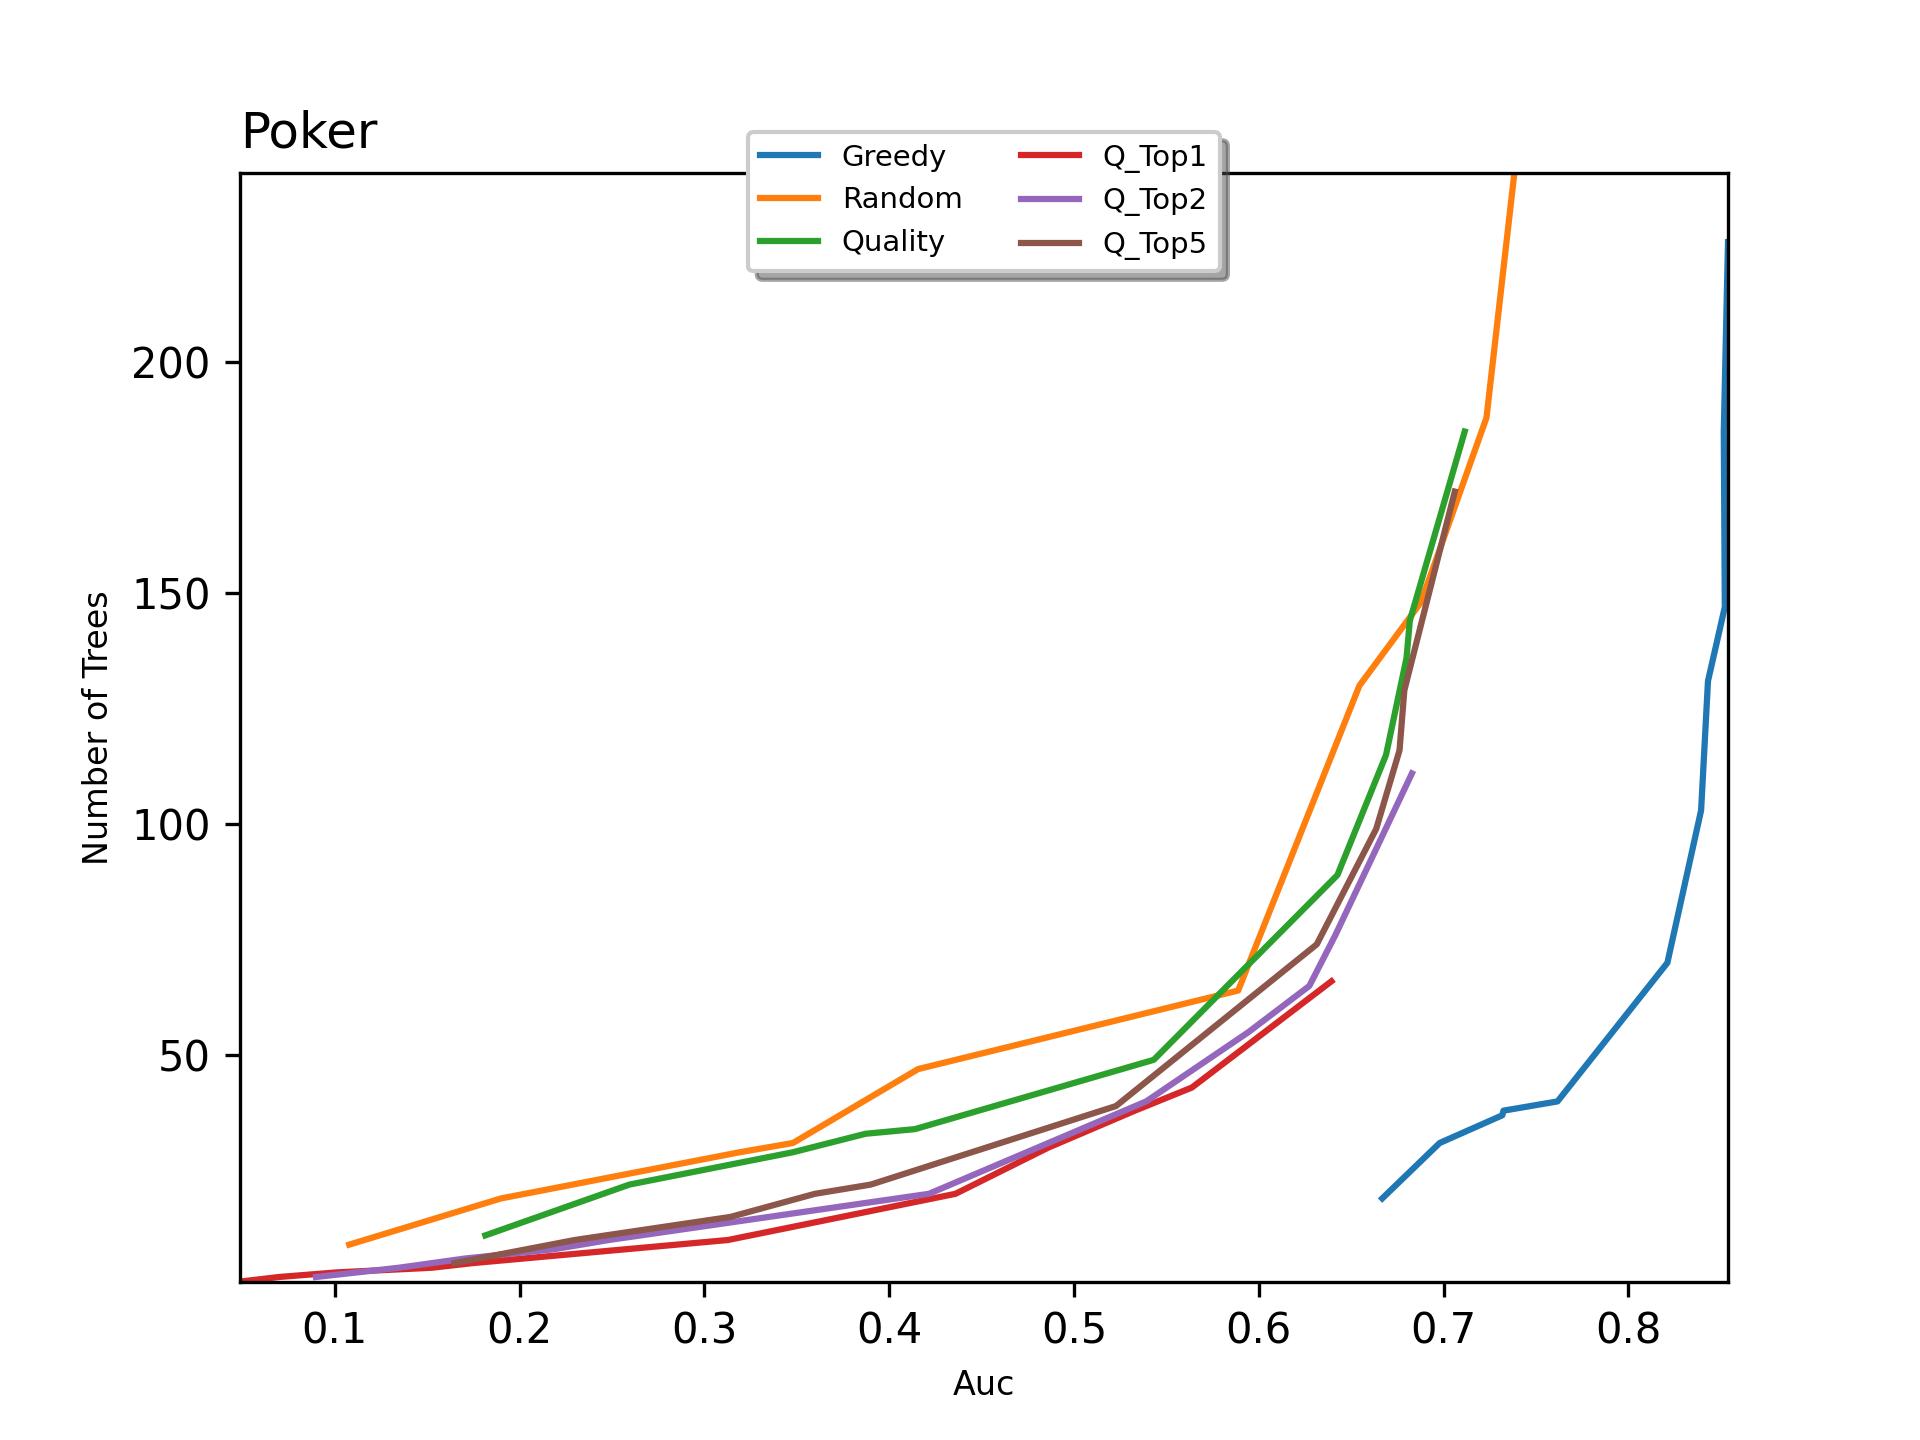 Poker
Greedy
Random
Quality
Q_Top1
Q_Top2
Q_Top5
Number of Trees
200
150
100
50
0.1 0.2 0.3 0.4 0.5 0.6 0.7 0.8
Auc